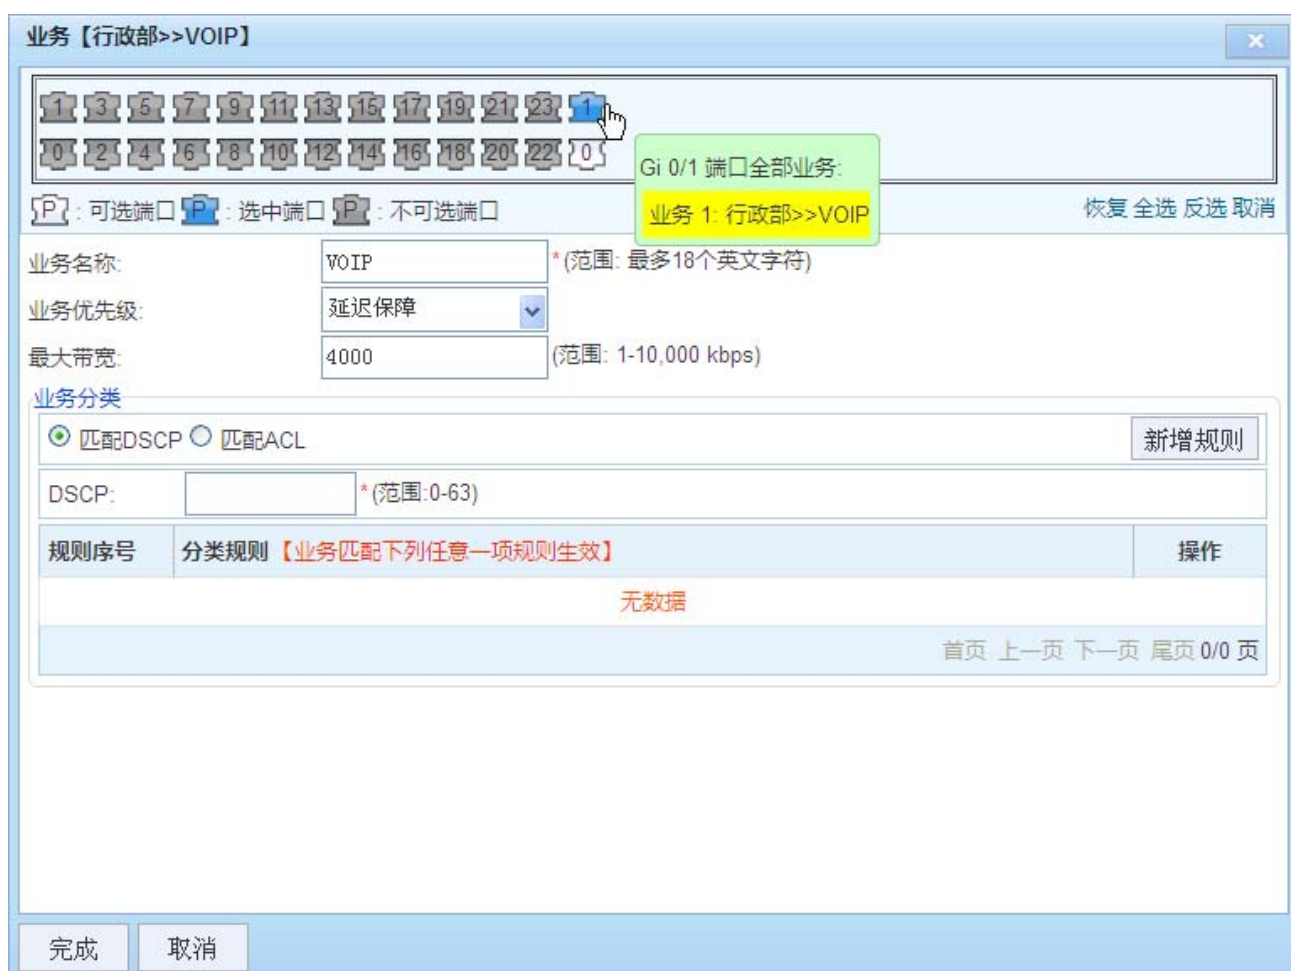 业务【行政部>>VOIP】
1 3 5 7 9 11 13 15 17 19 21 23 1
0 2 4 6 8 10 12 14 16 18 20 22 0
Gi 0/1 端口全部业务:
业务 1: 行政部>>VOIP
P : 可选端口 P : 选中端口 P : 不可选端口
恢复 全选 反选 取消
业务名称: VOIP *(范围: 最多18个英文字符)
业务优先级: 延迟保障
最大带宽: 4000 (范围: 1-10,000 kbps)
业务分类
匹配DSCP 匹配ACL 新增规则
DSCP: *(范围:0-63)
规则序号 分类规则【业务匹配下列任意一项规则生效】 操作
无数据
首页 上一页 下一页 尾页 0/0 页
完成 取消